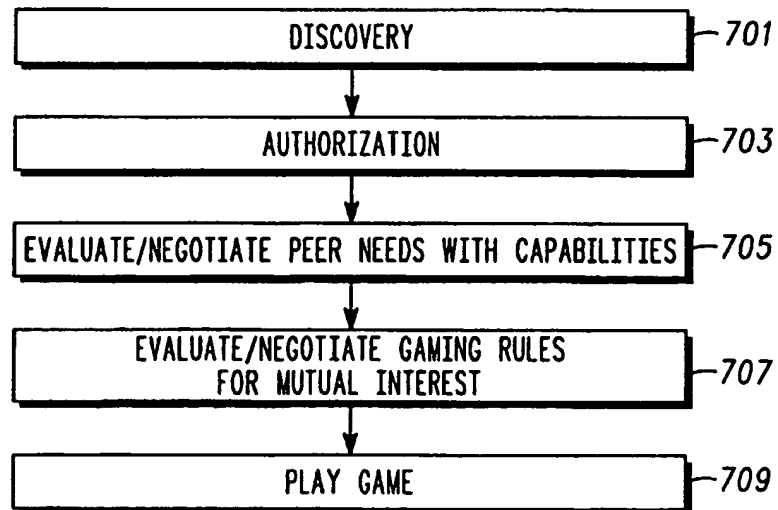 DISCOVERY 701
AUTHORIZATION 703
EVALUATE/NEGOTIATE PEER NEEDS WITH CAPABILITIES 705
EVALUATE/NEGOTIATE GAMING RULES
FOR MUTUAL INTEREST 707
PLAY GAME 709